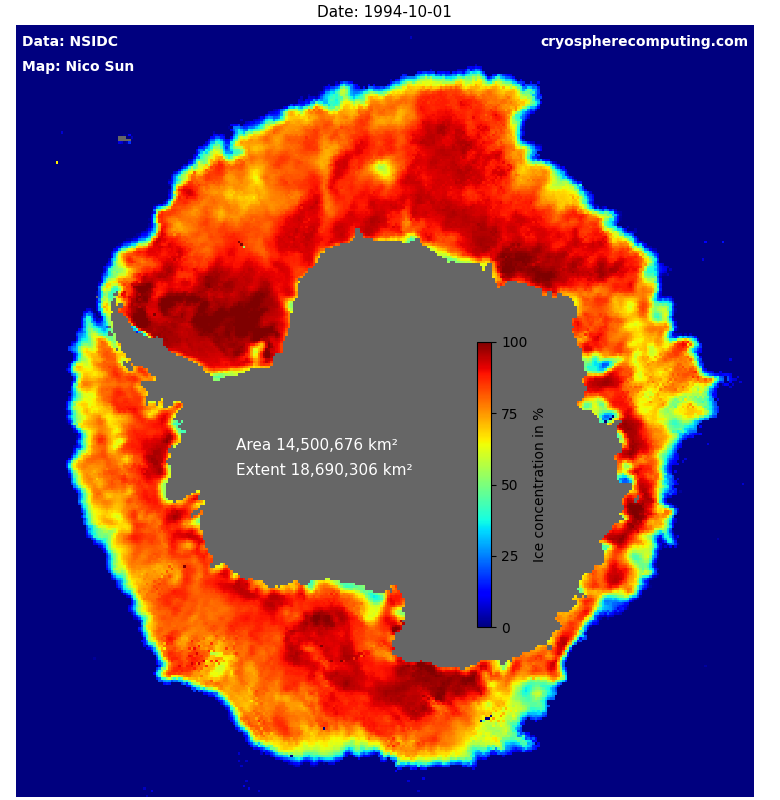 Date: 1994-10-01
Data: NSIDC
cryospherecomputing.com
Map: Nico Sun
100
75
50
25
0
Ice concentration in %
Area 14,500,676 km²
Extent 18,690,306 km²